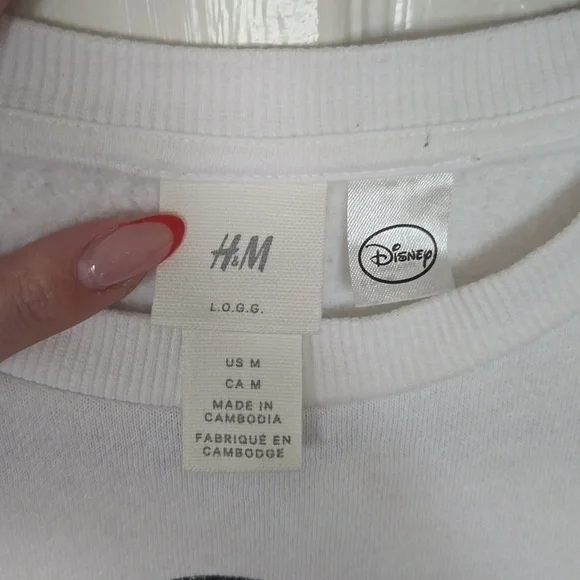 H&M
L.O.G.G.
Disney
US M
CA M
MADE IN
CAMBODIA
FABRIQUÉ EN
CAMBODGE